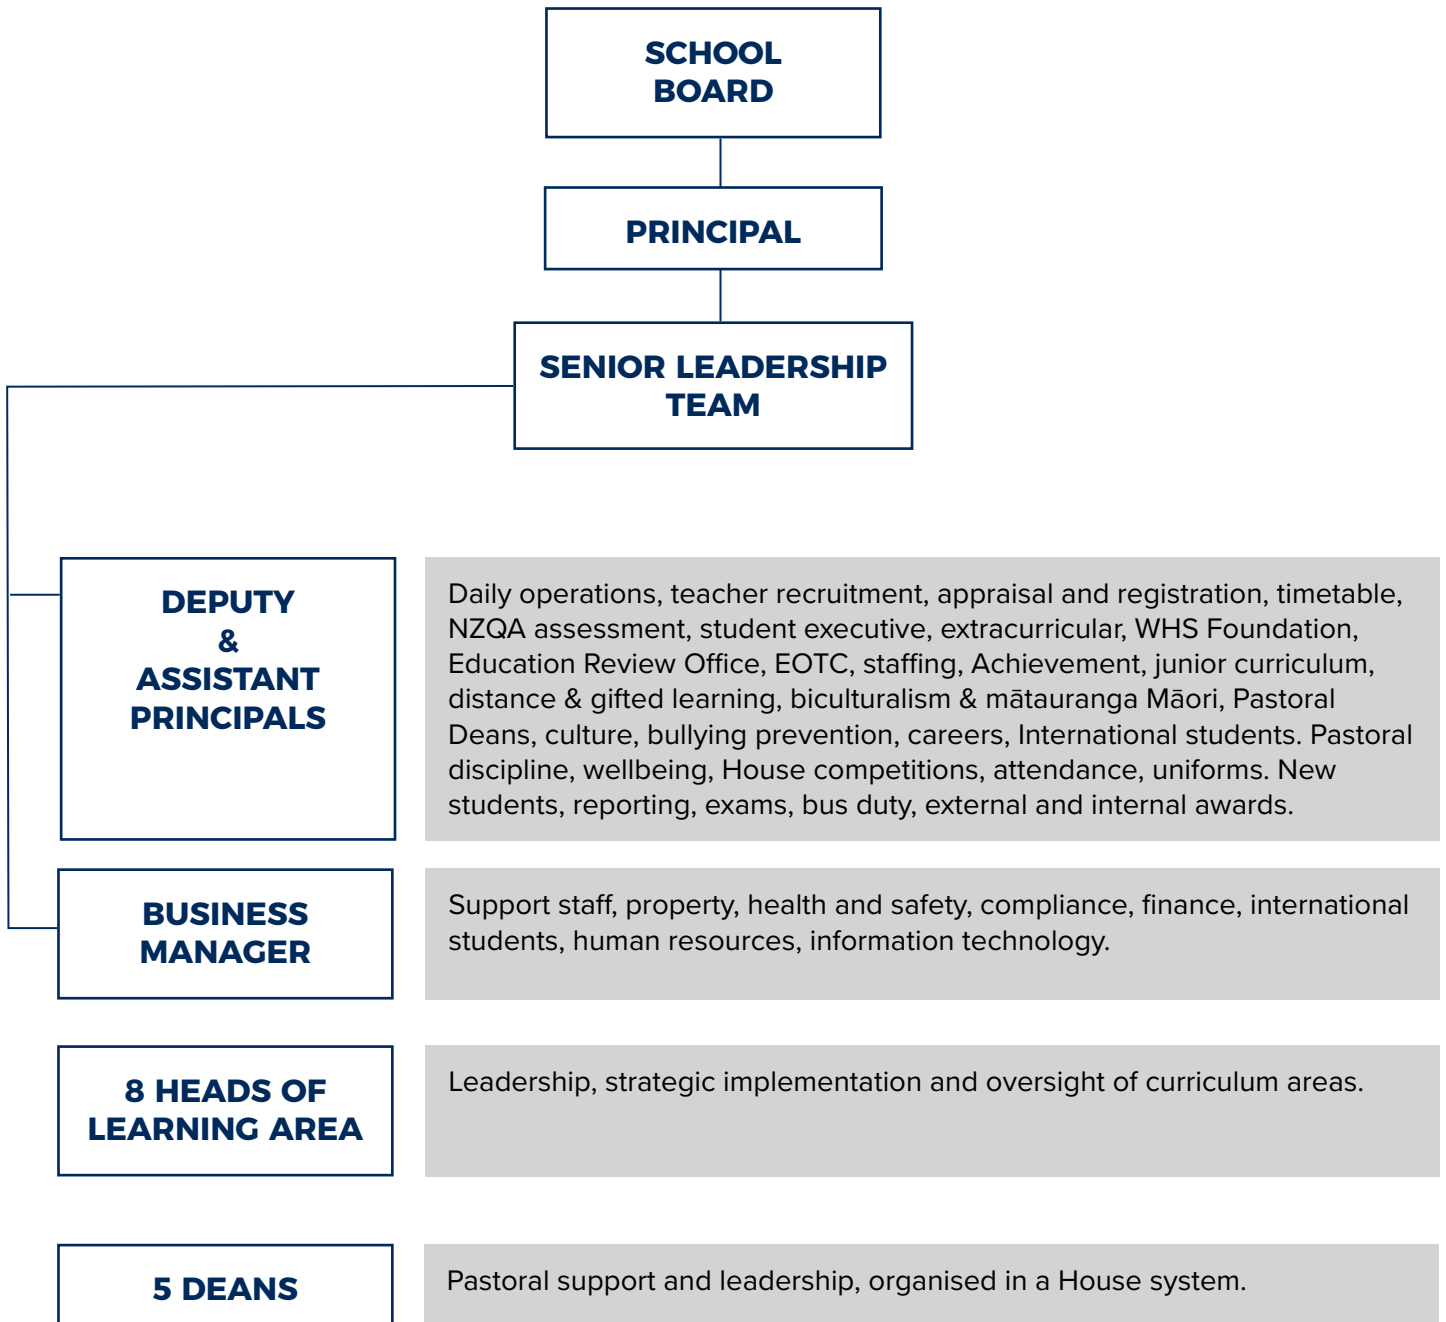 SCHOOL
BOARD
PRINCIPAL
SENIOR LEADERSHIP
TEAM
DEPUTY
&
ASSISTANT
PRINCIPALS
Daily operations, teacher recruitment, appraisal and registration, timetable,
NZQA assessment, student executive, extracurricular, WHS Foundation,
Education Review Office, EOTC, staffing, Achievement, junior curriculum,
distance & gifted learning, biculturalism & mātauranga Māori, Pastoral
Deans, culture, bullying prevention, careers, International students. Pastoral
discipline, wellbeing, House competitions, attendance, uniforms. New
students, reporting, exams, bus duty, external and internal awards.
BUSINESS
MANAGER
Support staff, property, health and safety, compliance, finance, international
students, human resources, information technology.
8 HEADS OF
LEARNING AREA
Leadership, strategic implementation and oversight of curriculum areas.
5 DEANS
Pastoral support and leadership, organised in a House system.